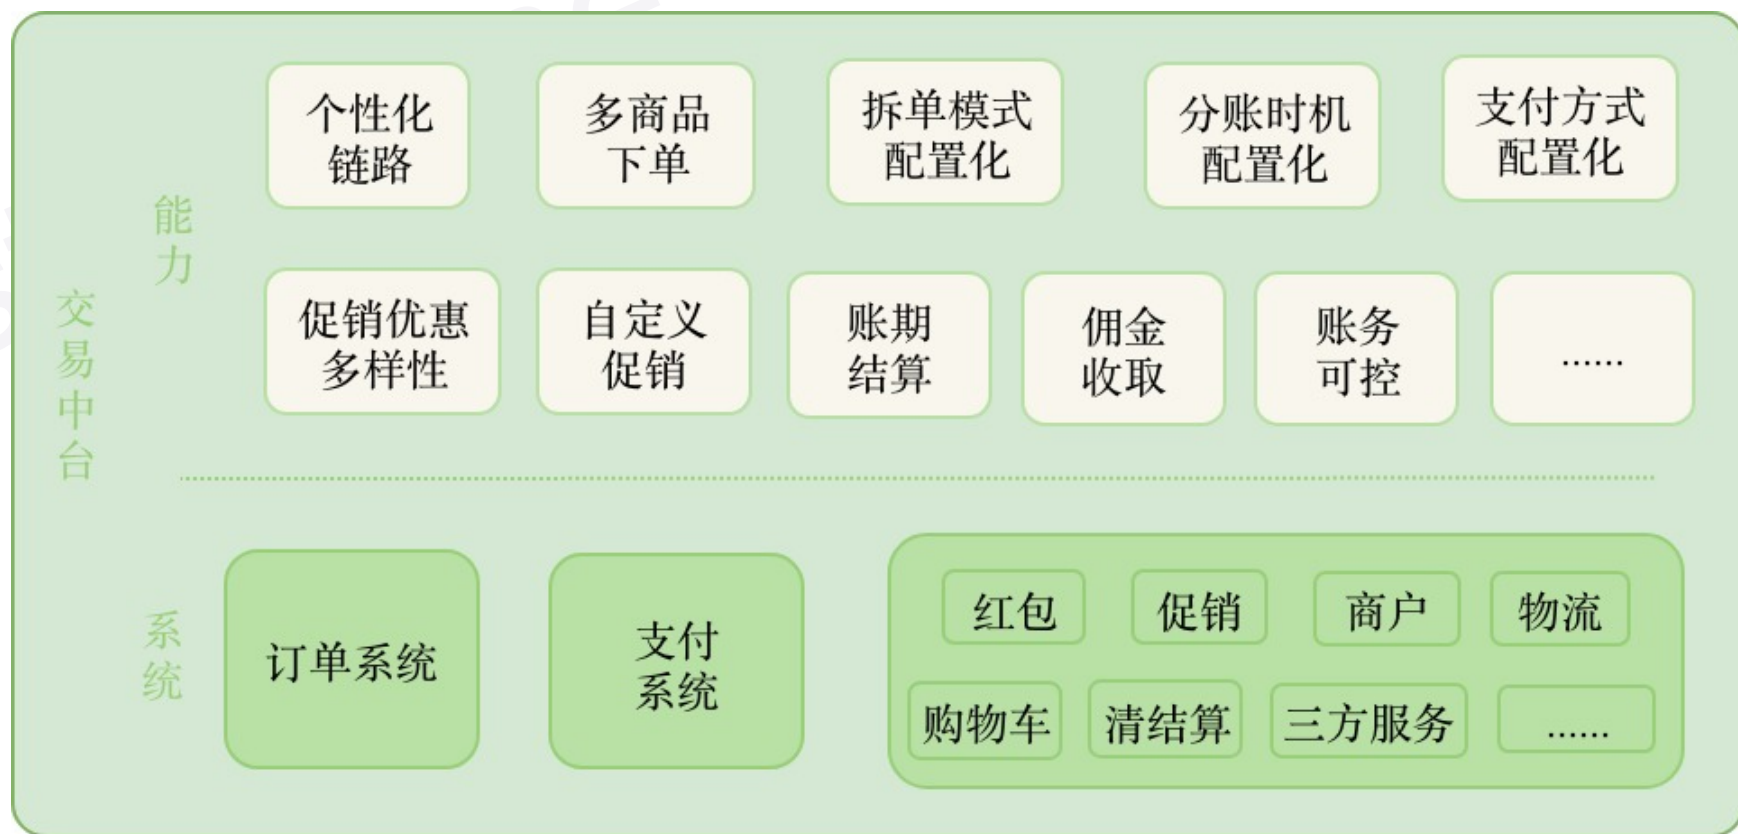 个性化
链路
多商品
下单
拆单模式
配置化
分账时机
配置化
支付方式
配置化
能力
促销优惠
多样性
自定义
促销
账期
结算
佣金
收取
账务
可控
......
交易中台
系统
订单系统
支付
系统
红包
促销
商户
物流
购物车
清结算
三方服务
......